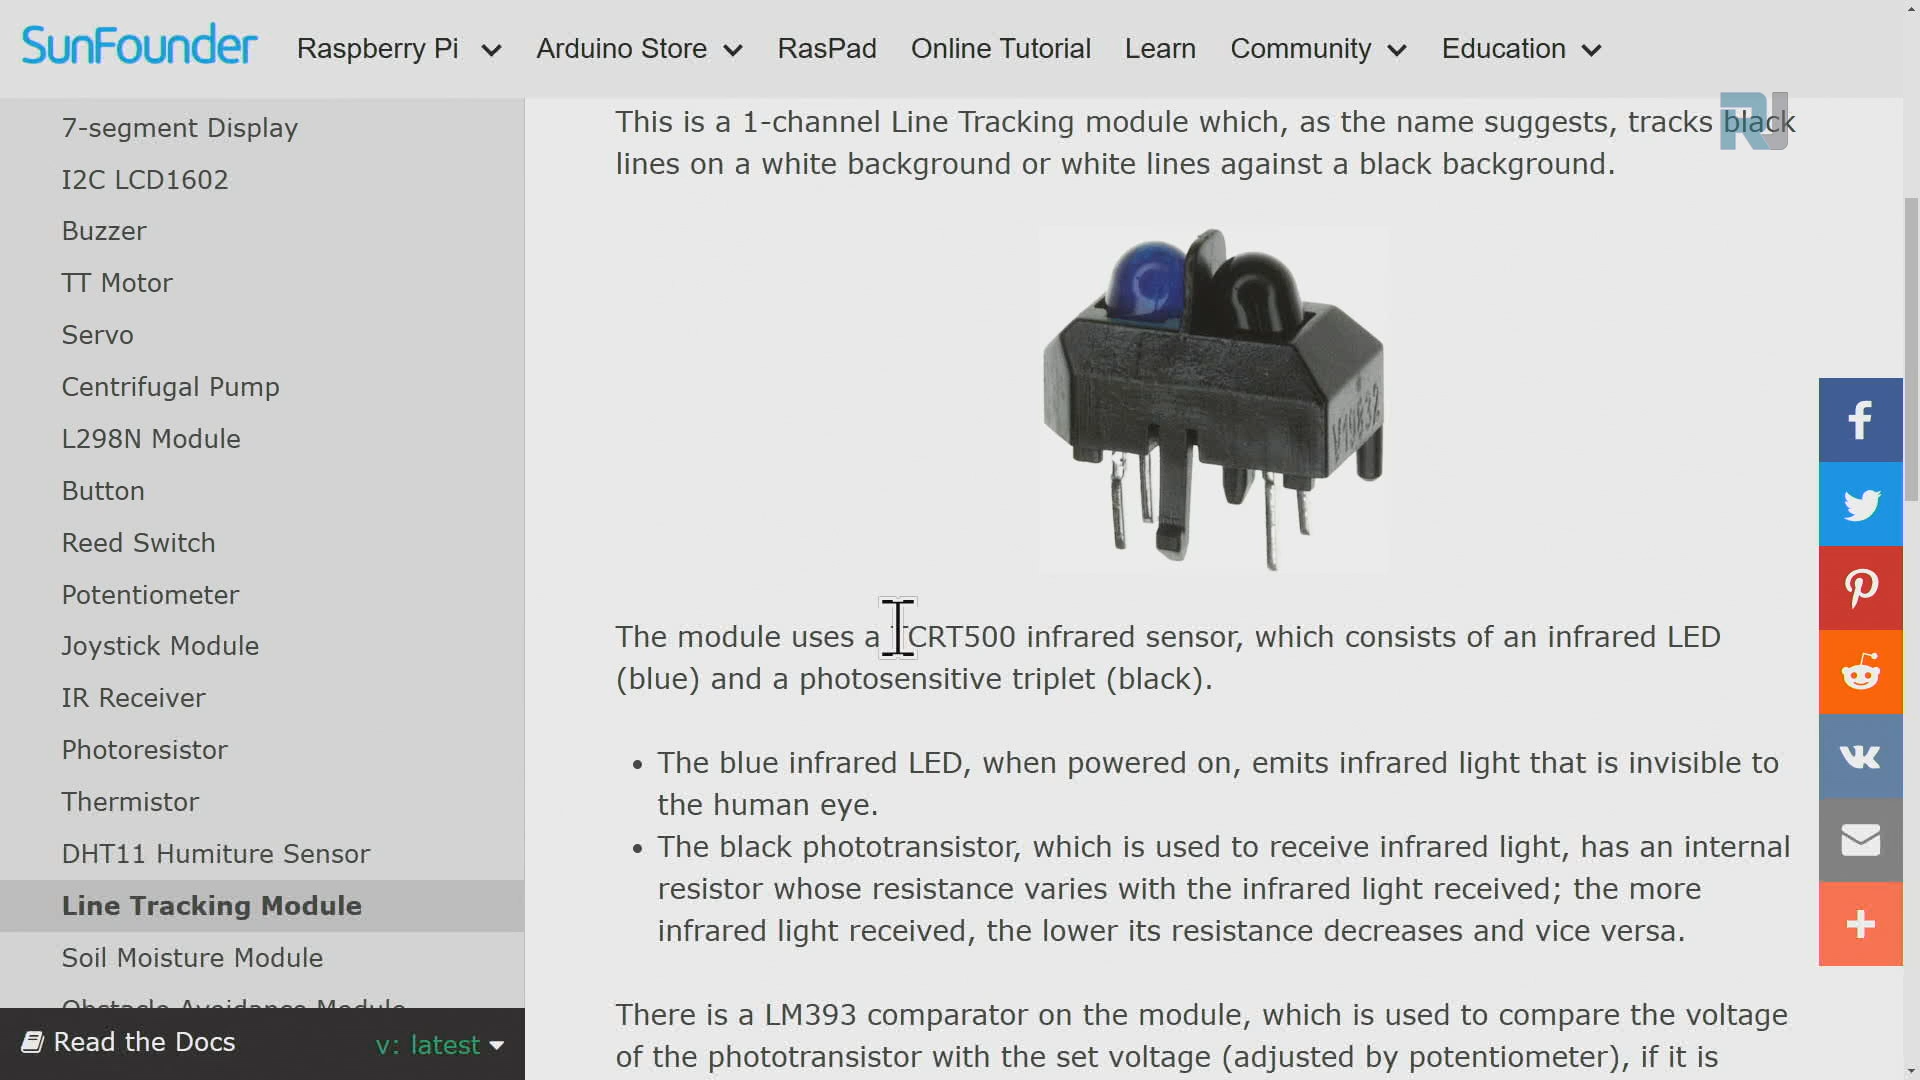 SunFounder
Raspberry Pi
Arduino Store
RasPad
Online Tutorial
Learn
Community
Education
7-segment Display
I2C LCD1602
Buzzer
TT Motor
Servo
Centrifugal Pump
L298N Module
Button
Reed Switch
Potentiometer
Joystick Module
IR Receiver
Photoresistor
Thermistor
DHT11 Humiture Sensor
Line Tracking Module
Soil Moisture Module
Obstacle Avoidance Module
Read the Docs
v: latest
RJ
This is a 1-channel Line Tracking module which, as the name suggests, tracks black
lines on a white background or white lines against a black background.
The module uses a TCRT500 infrared sensor, which consists of an infrared LED
(blue) and a photosensitive triplet (black).
• The blue infrared LED, when powered on, emits infrared light that is invisible to
the human eye.
• The black phototransistor, which is used to receive infrared light, has an internal
resistor whose resistance varies with the infrared light received; the more
infrared light received, the lower its resistance decreases and vice versa.
There is a LM393 comparator on the module, which is used to compare the voltage
of the phototransistor with the set voltage (adjusted by potentiometer), if it is